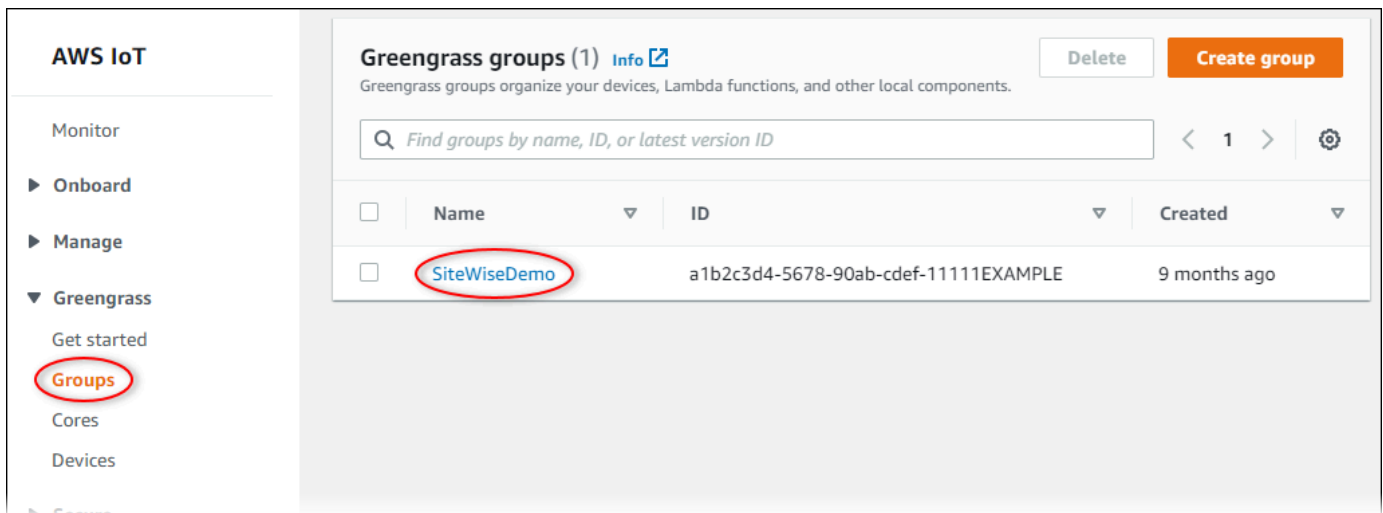 AWS IoT
Monitor
Onboard
Manage
Greengrass
Get started
Groups
Cores
Devices
Greengrass groups (1) Info
Delete
Create group
Greengrass groups organize your devices, Lambda functions, and other local components.
Find groups by name, ID, or latest version ID
1
Name ID Created
SiteWiseDemo a1b2c3d4-5678-90ab-cdef-11111EXAMPLE 9 months ago